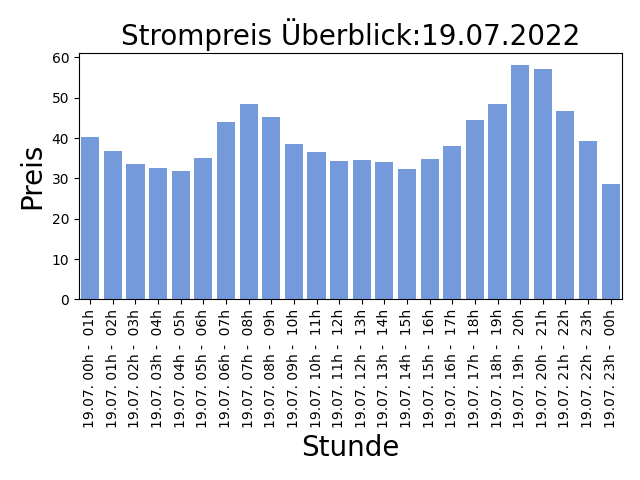 Strompreis Überblick:19.07.2022
Preis
60
50
40
30
20
10
0
19.07. 00h - 01h
19.07. 01h - 02h
19.07. 02h - 03h
19.07. 03h - 04h
19.07. 04h - 05h
19.07. 05h - 06h
19.07. 06h - 07h
19.07. 07h - 08h
19.07. 08h - 09h
19.07. 09h - 10h
19.07. 10h - 11h
19.07. 11h - 12h
19.07. 12h - 13h
19.07. 13h - 14h
19.07. 14h - 15h
19.07. 15h - 16h
19.07. 16h - 17h
19.07. 17h - 18h
19.07. 18h - 19h
19.07. 19h - 20h
19.07. 20h - 21h
19.07. 21h - 22h
19.07. 22h - 23h
19.07. 23h - 00h
Stunde